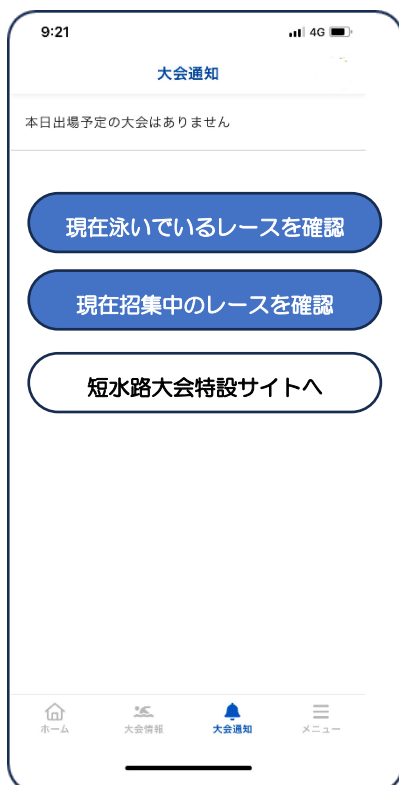 9:21
4G
大会通知
本日出場予定の大会はありません
現在泳いでいるレースを確認
現在招集中のレースを確認
短水路大会特設サイトへ
ホーム
大会情報
大会通知
メニュー